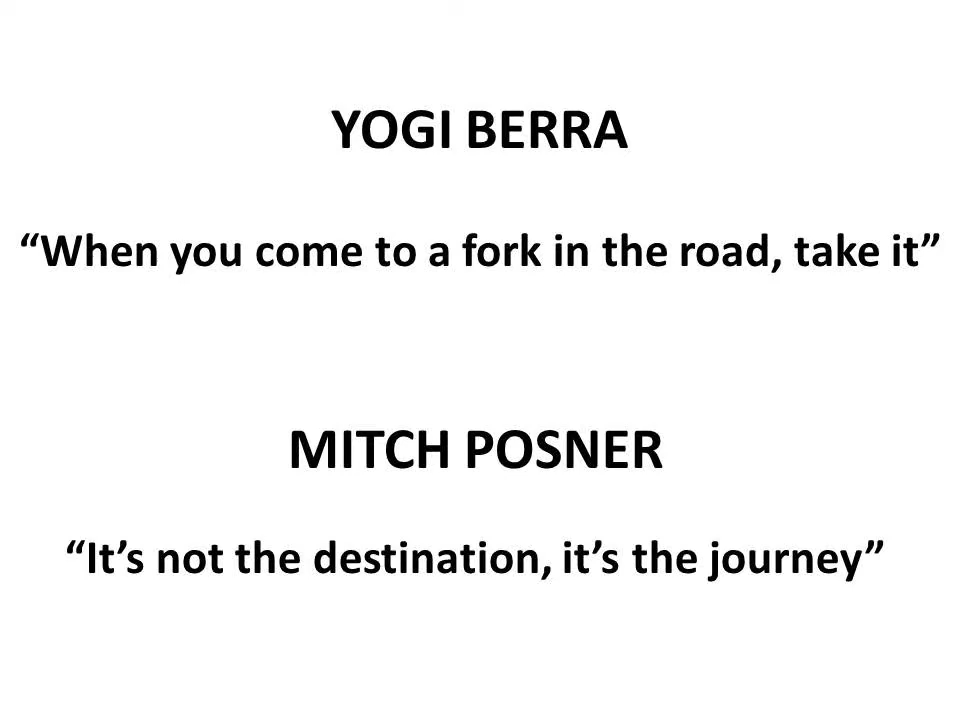 YOGI BERRA
“When you come to a fork in the road, take it”
MITCH POSNER
“It’s not the destination, it’s the journey”